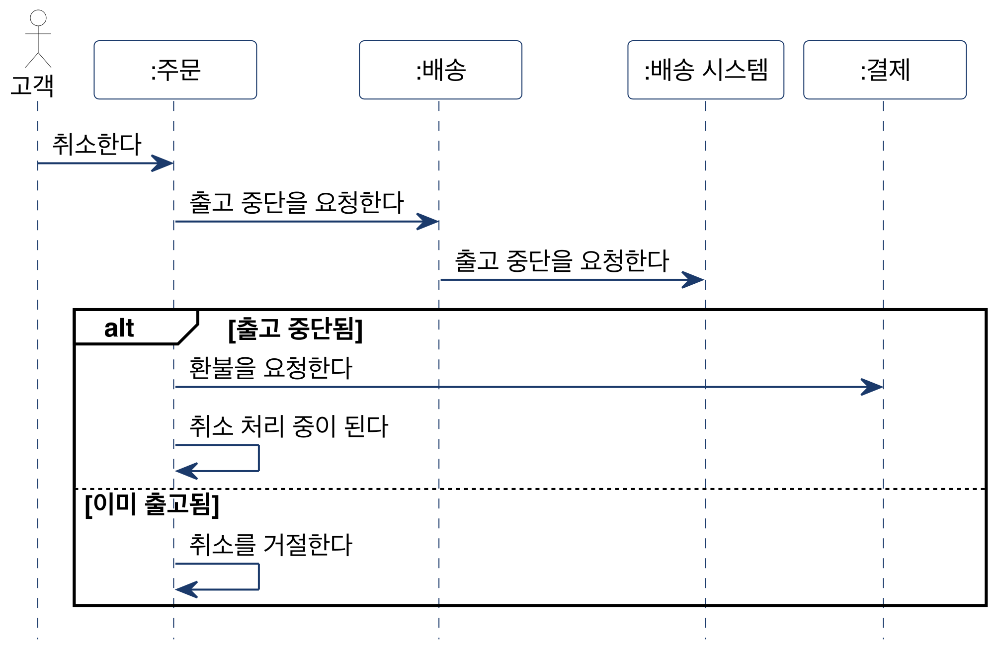 고객
:주문
:배송
:배송 시스템
:결제
취소한다
출고 중단을 요청한다
출고 중단을 요청한다
alt
[출고 중단됨]
환불을 요청한다
취소 처리 중이 된다
[이미 출고됨]
취소를 거절한다